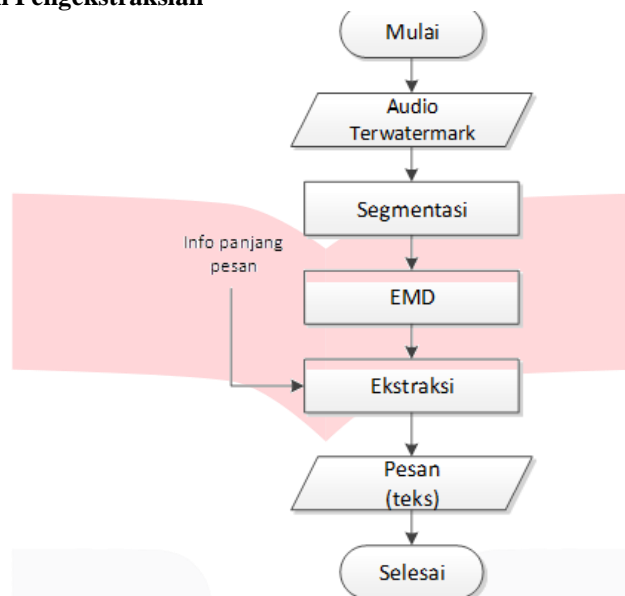 Pengekstraksian
Mulai
Audio
Terwatermark
Segmentasi
Info panjang
pesan
EMD
Ekstraksi
Pesan
(teks)
Selesai